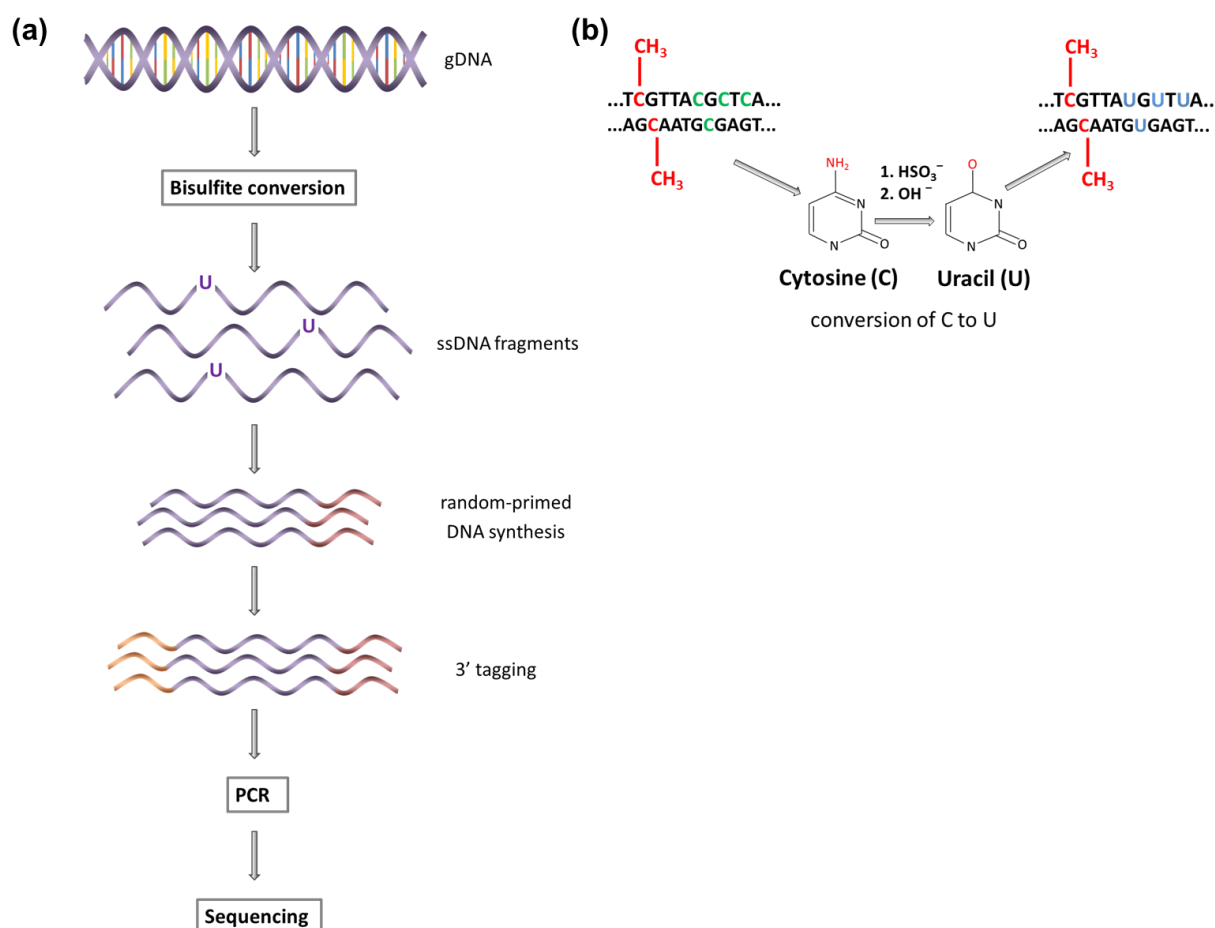 (a)
gDNA
Bisulfite conversion
U
U
ssDNA fragments
U
random-primed
DNA synthesis
3’ tagging
PCR
Sequencing
(b)
CH3
...TCGTTACGCTCA...
...AGCAATGCGAGT...
CH3
NH2
N
N
O
1. HSO3−
2. OH −
O
N
N
O
Cytosine (C)
Uracil (U)
conversion of C to U
CH3
...TCGTTAUGUTUA..
...AGCAATGUGAGT...
CH3